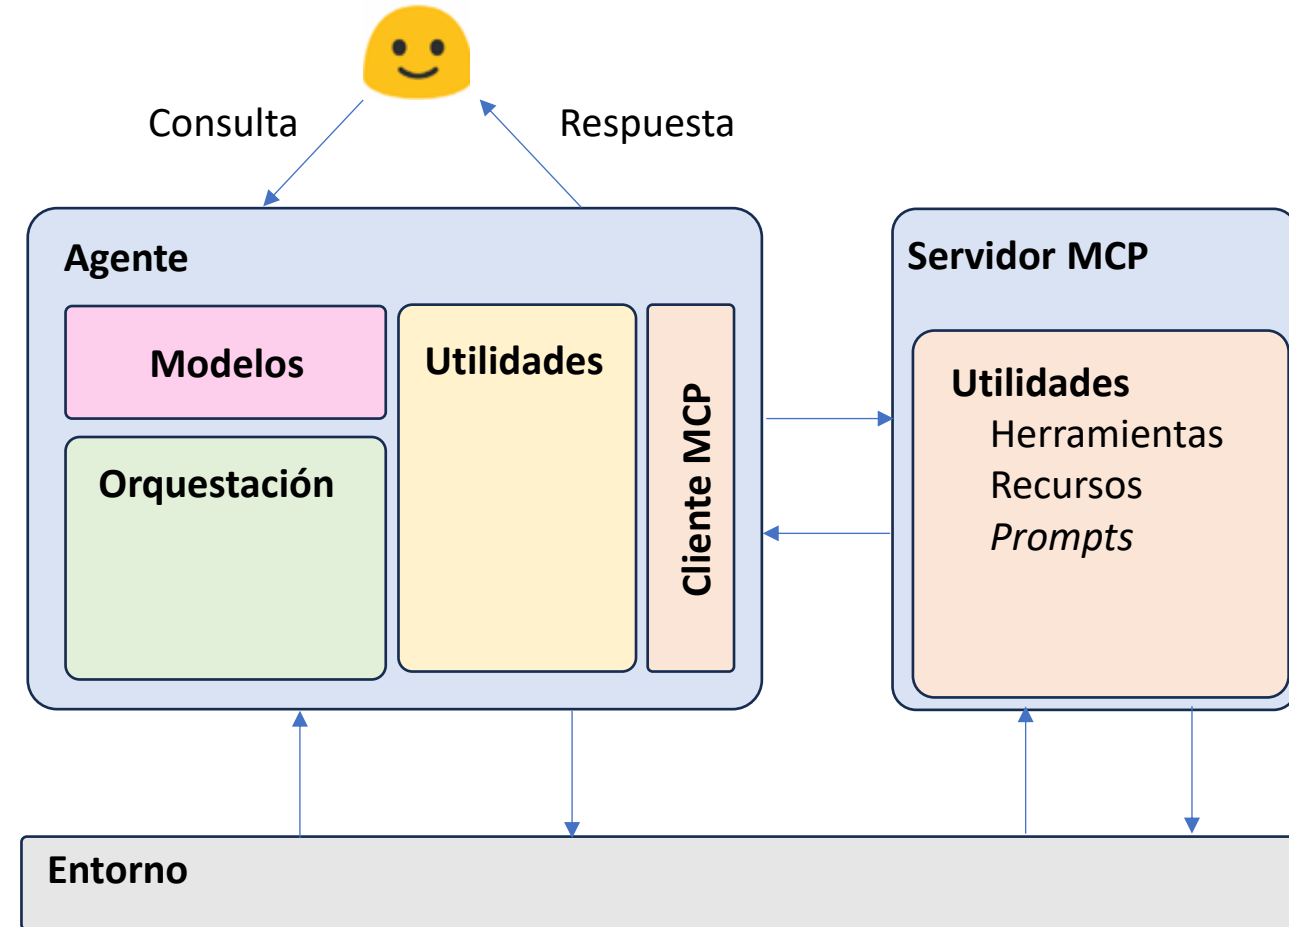 Consulta
Respuesta
Agente
Modelos
Orquestación
Utilidades
Cliente MCP
Servidor MCP
Utilidades
Herramientas
Recursos
Prompts
Entorno